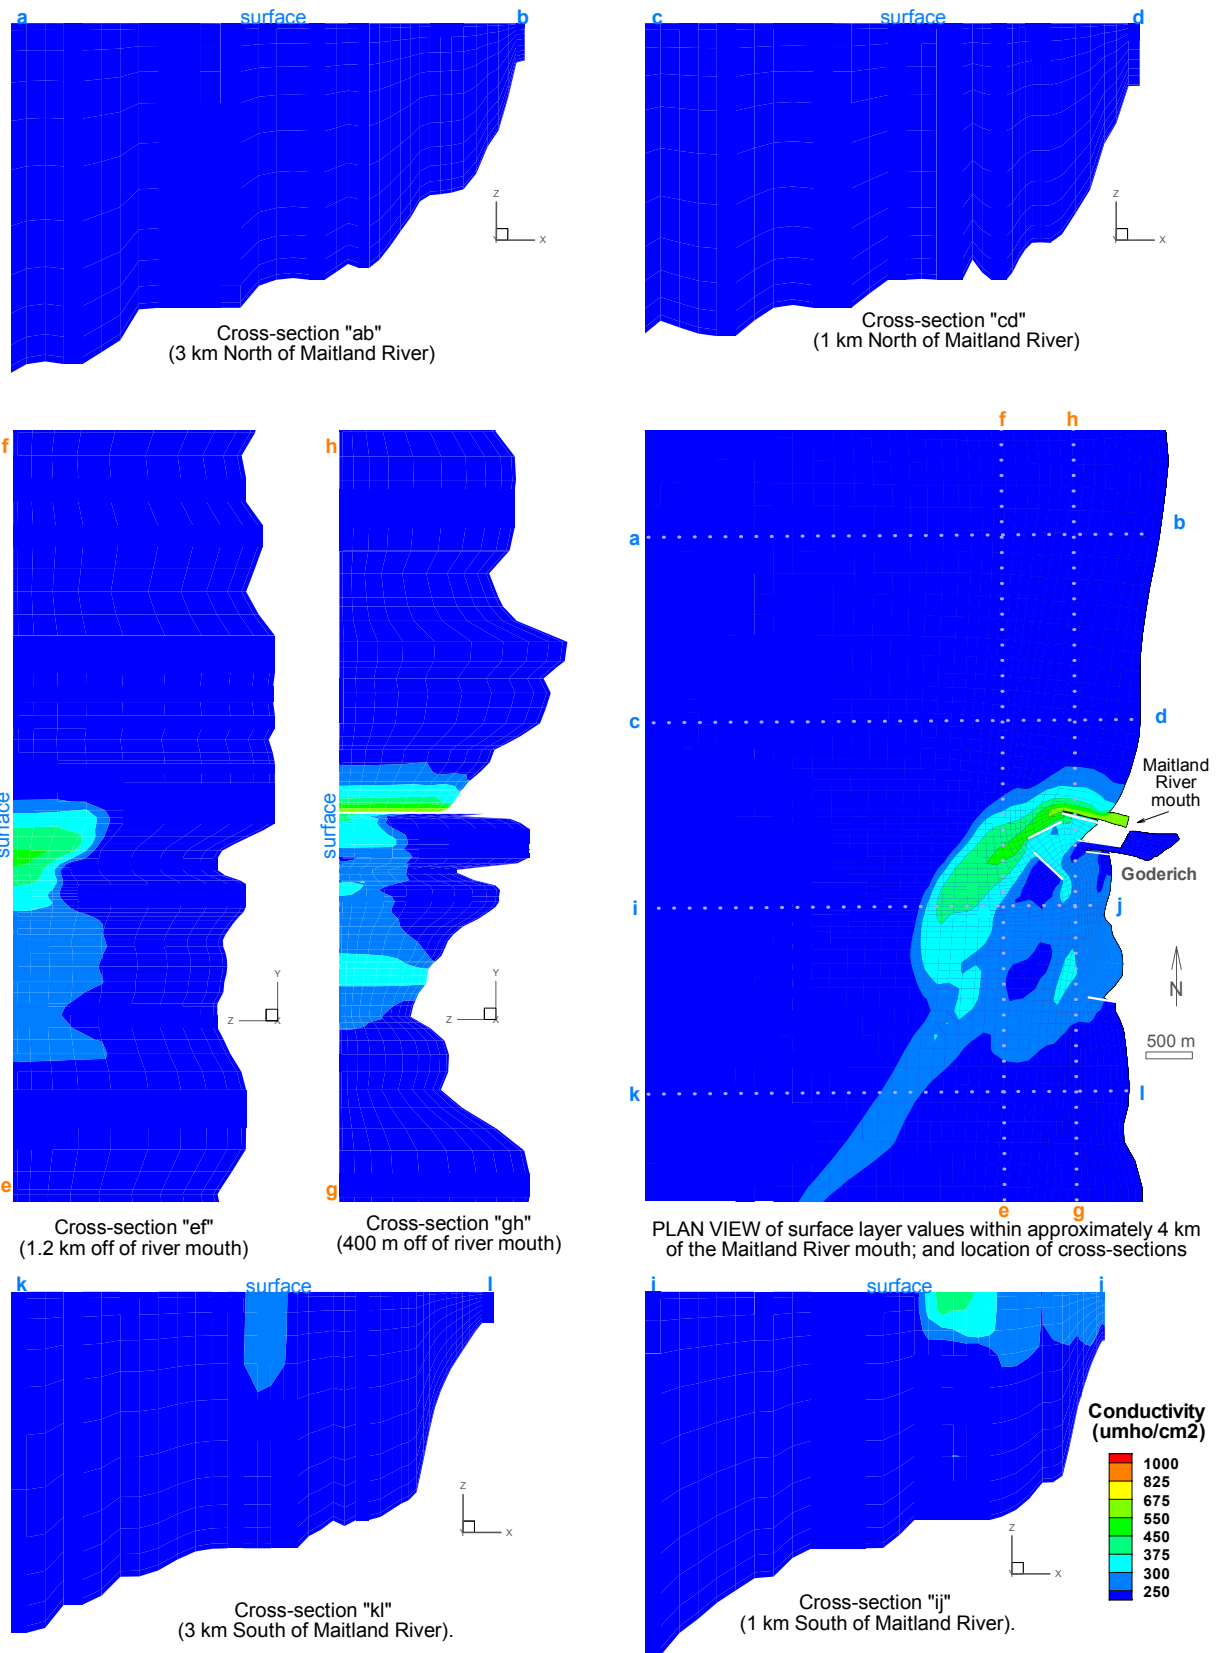 a surface b
Z
Y X
Cross-section "ab"
(3 km North of Maitland River)
c surface d
Z
Y X
Cross-section "cd"
(1 km North of Maitland River)
f
surface
e
Y
Z X
Cross-section "ef"
(1.2 km off of river mouth)
h
surface
g
Y
Z X
Cross-section "gh"
(400 m off of river mouth)
f h
a b
c d
Maitland
River
mouth
Goderich
i j
N
500 m
k l
e g
PLAN VIEW of surface layer values within approximately 4 km
of the Maitland River mouth; and location of cross-sections
k surface l
Z
Y X
Cross-section "kl"
(3 km South of Maitland River).
i surface j
Z
Y X
Cross-section "ij"
(1 km South of Maitland River).
Conductivity
(umho/cm2)
1000
825
675
550
450
375
300
250